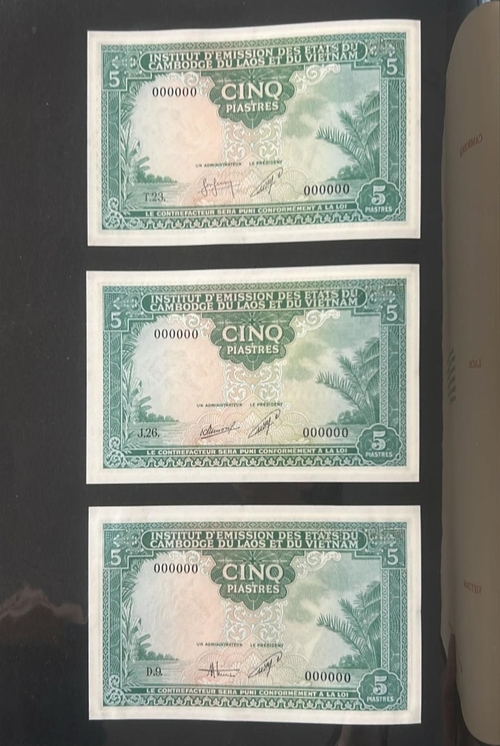 INSTITUT D'EMISSION DES ETATS DU
CAMBODGE DU LAOS ET DU VIETNAM
5 5
000000 CINQ
PIASTRES
UN ADMINISTRATEUR LE PRÉSIDENT
T.23. 000000 5
PIASTRES
LE CONTREFACTEUR SERA PUNI CONFORMEMENT A LA LOI
INSTITUT D'EMISSION DES ETATS DU
CAMBODGE DU LAOS ET DU VIETNAM
5 5
000000 CINQ
PIASTRES
UN ADMINISTRATEUR LE PRÉSIDENT
J.26. 000000 5
PIASTRES
LE CONTREFACTEUR SERA PUNI CONFORMEMENT A LA LOI
INSTITUT D'EMISSION DES ETATS DU
CAMBODGE DU LAOS ET DU VIETNAM
5 5
000000 CINQ
PIASTRES
UN ADMINISTRATEUR LE PRÉSIDENT
D.9. 000000 5
PIASTRES
LE CONTREFACTEUR SERA PUNI CONFORMEMENT A LA LOI